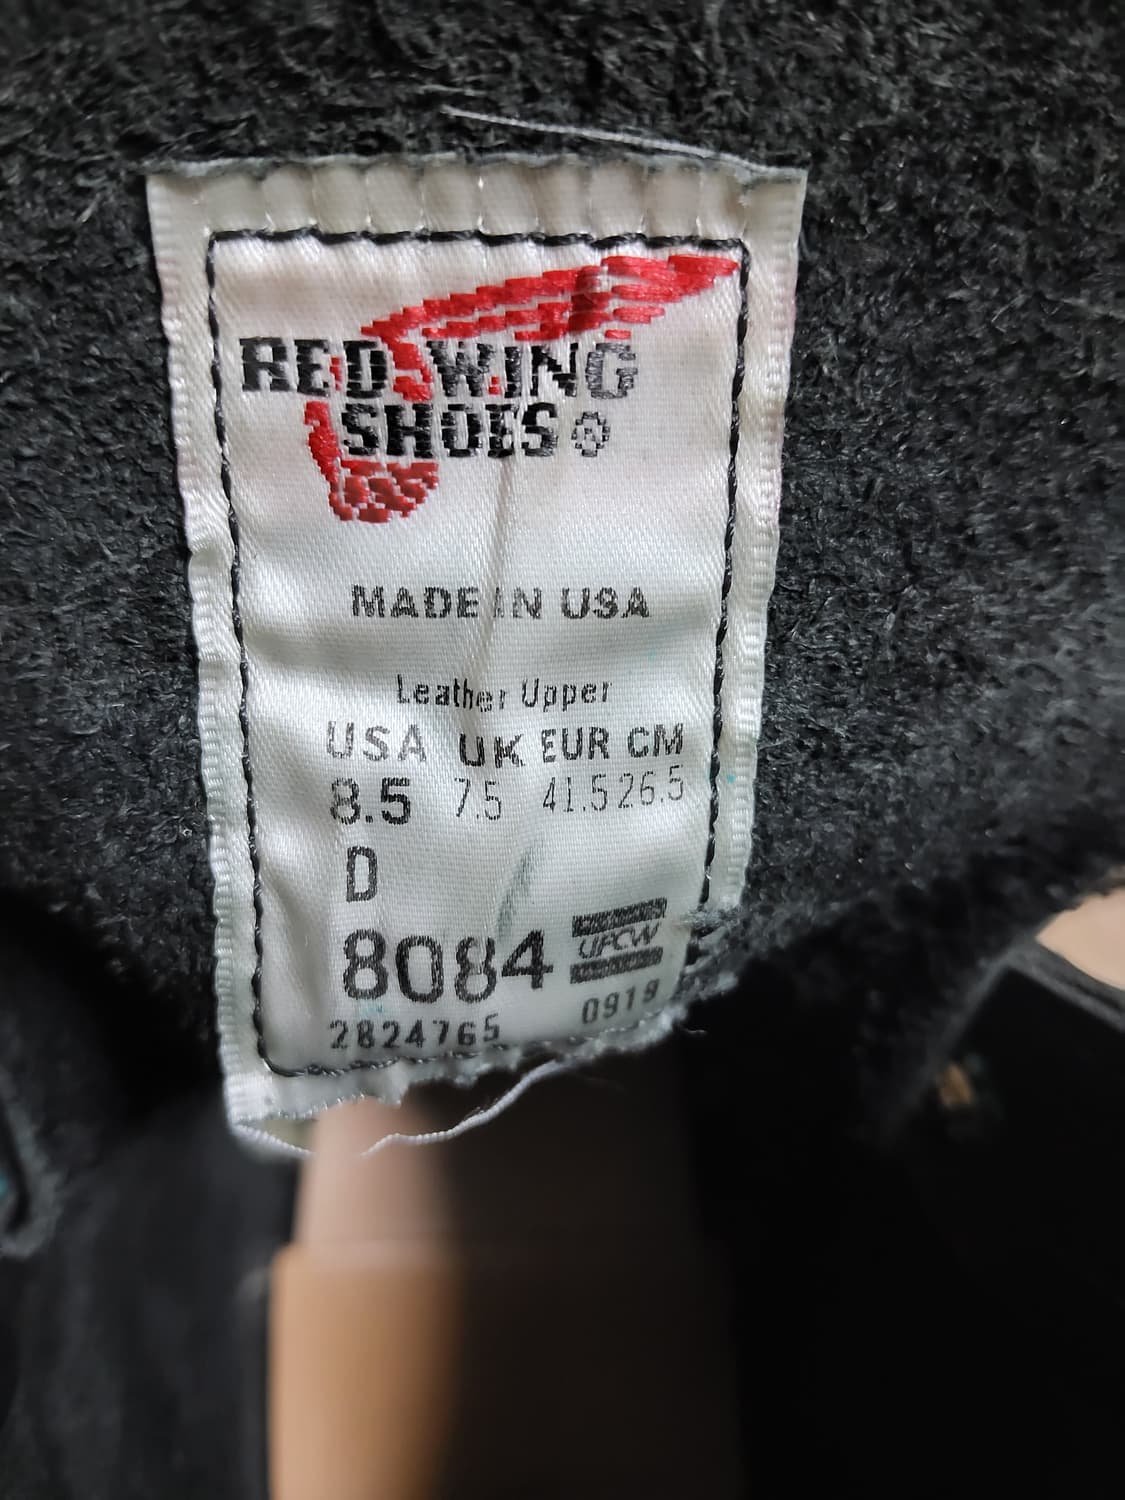 RED WING
SHOES ®
MADE IN USA
Leather Upper
USA UK EUR CM
8.5 7.5 41.5 26.5
D
8084 UFCW
2824765 0919